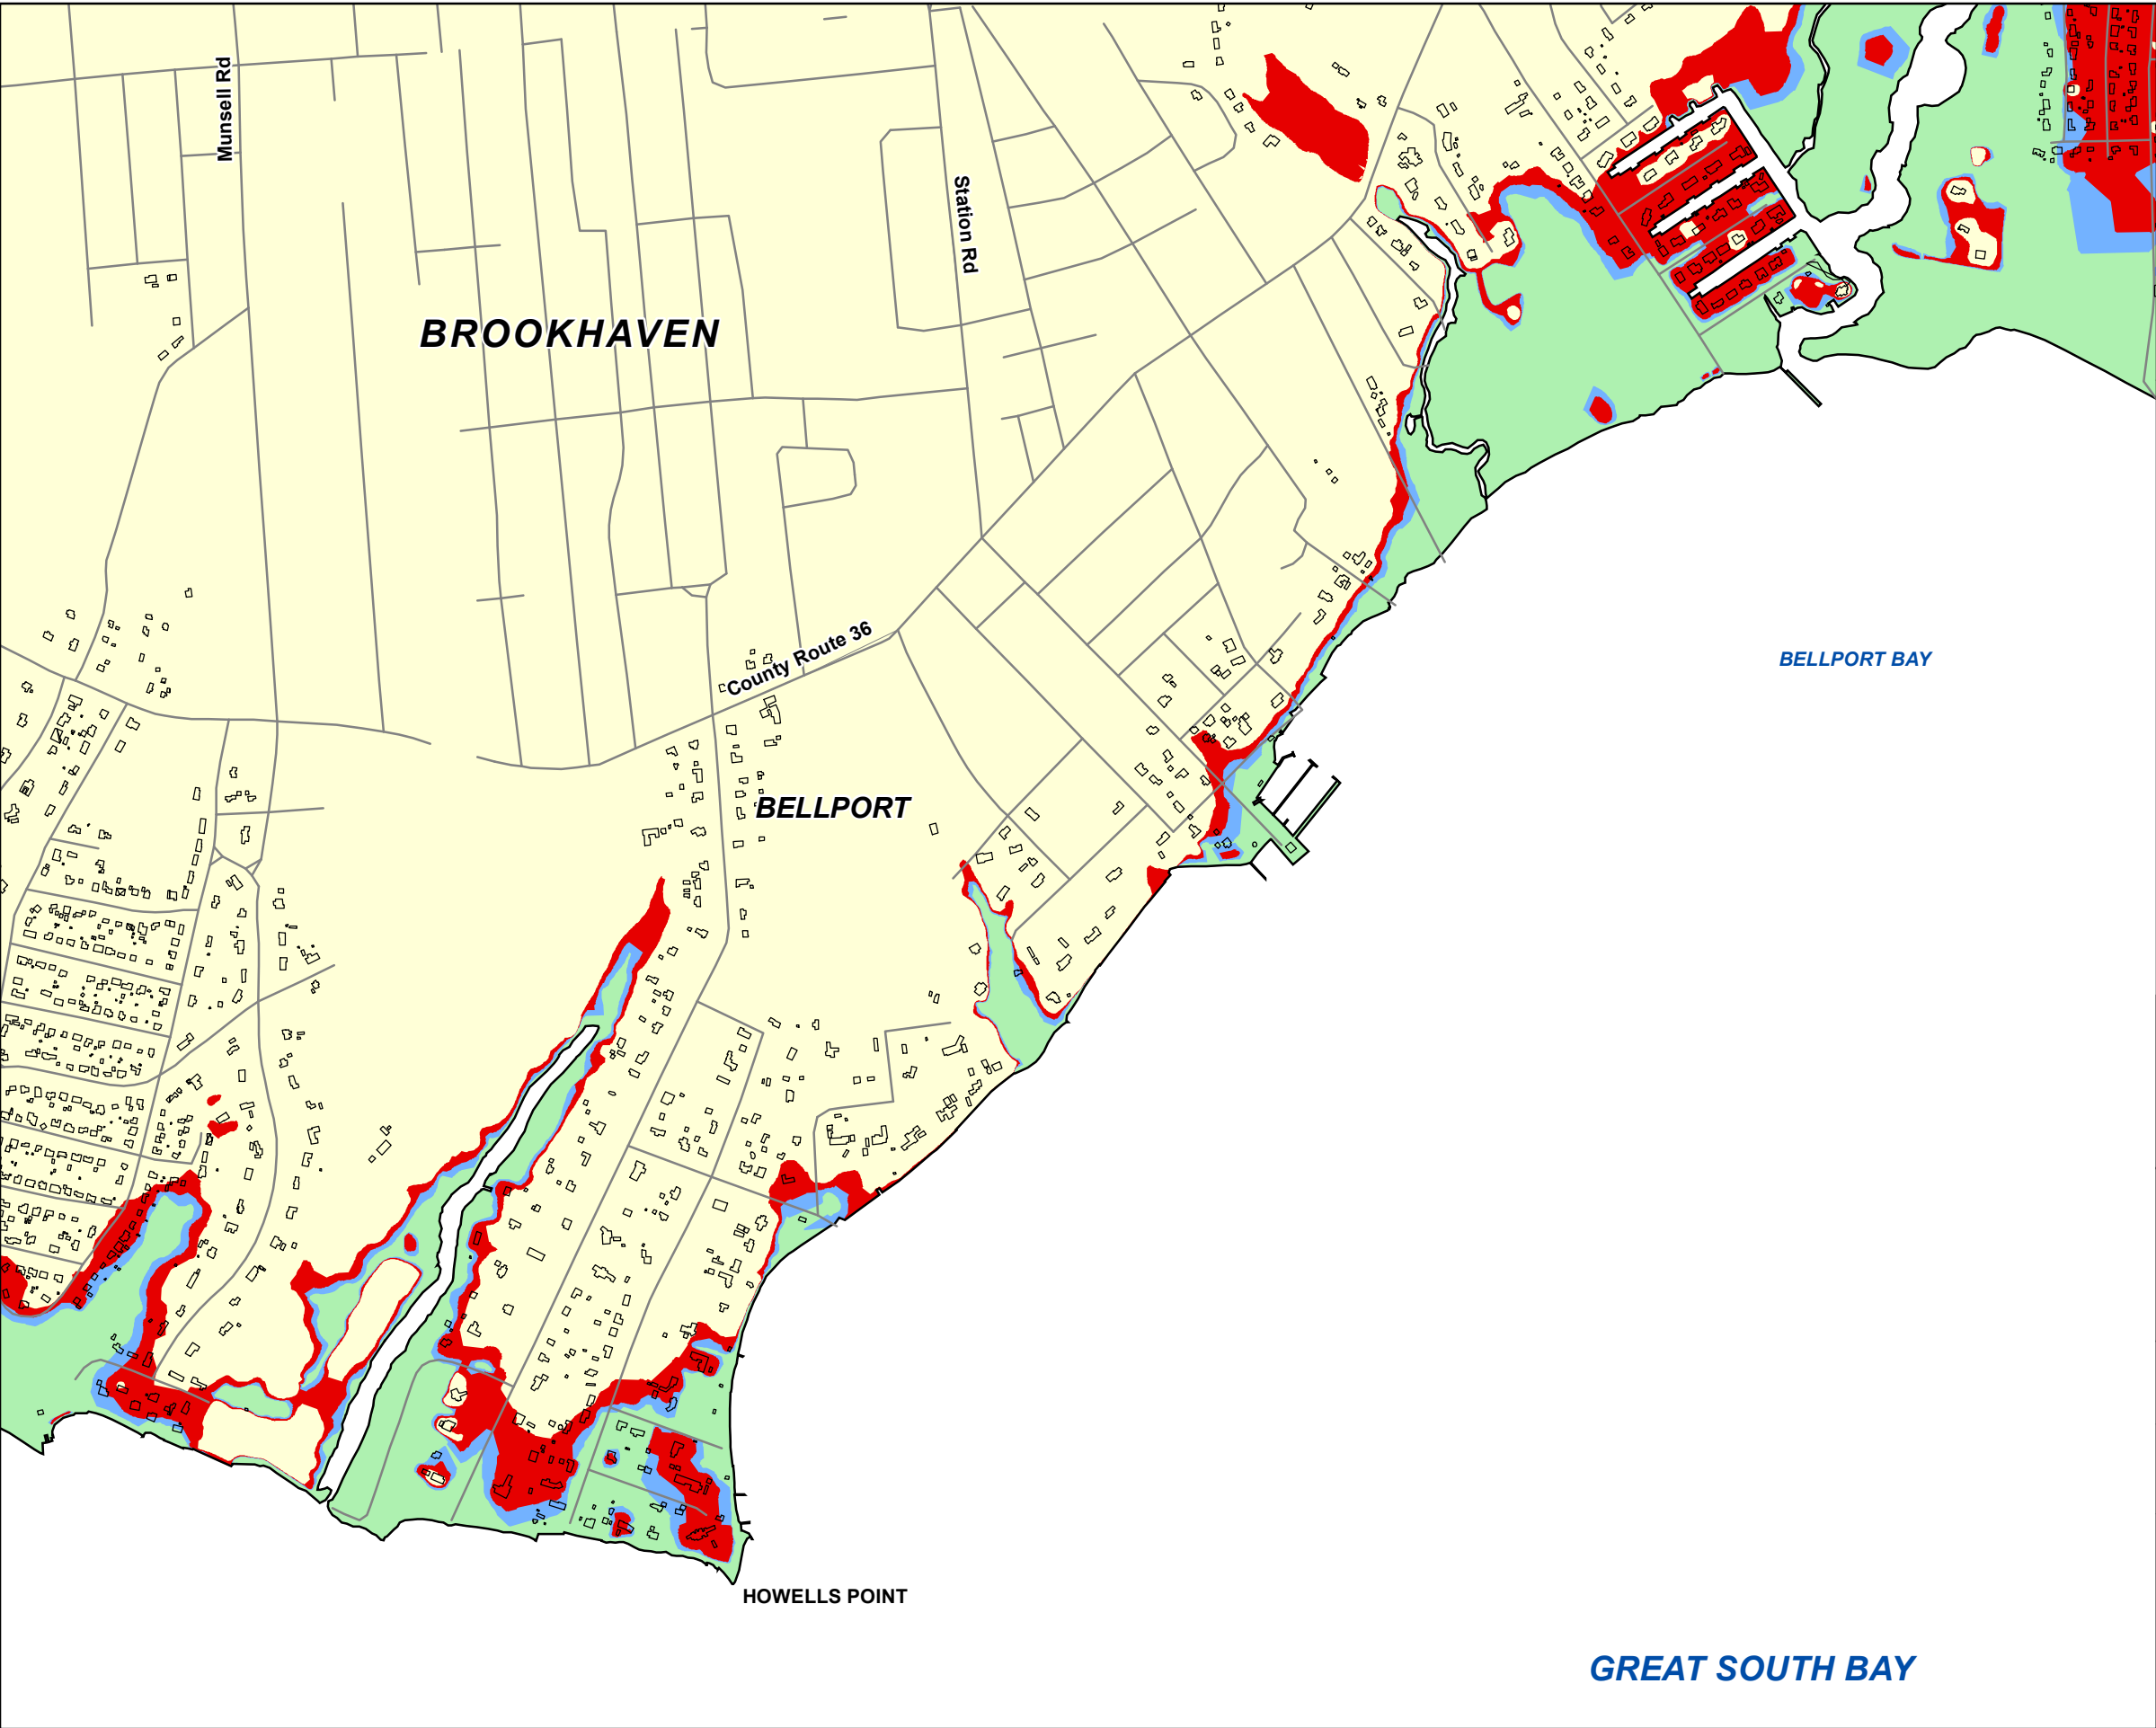 Munsell Rd
Station Rd
BROOKHAVEN
County Route 36
BELLPORT BAY
BELLPORT
HOWELLS POINT
GREAT SOUTH BAY